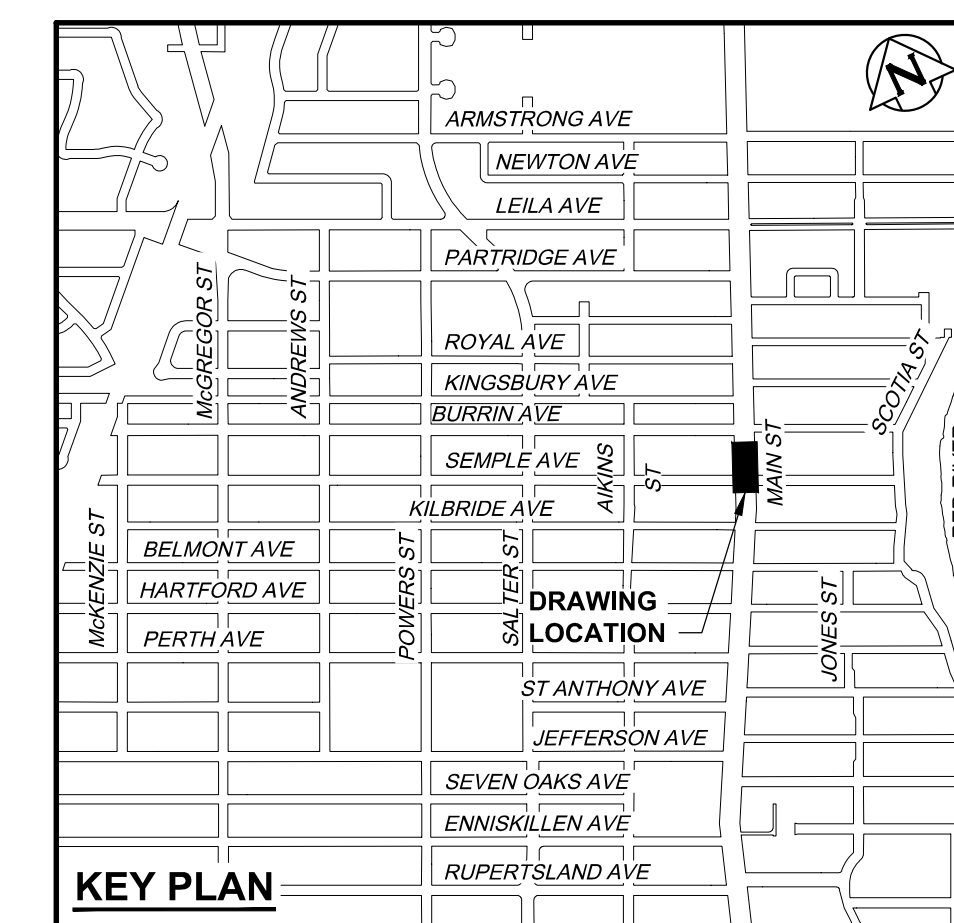 N
ARMSTRONG AVE
NEWTON AVE
LEILA AVE
PARTRIDGE AVE
McGREGOR ST
ANDREWS ST
ROYAL AVE
KINGSBURY AVE
BURRIN AVE
SCOTIA ST
SEMPLE AVE
AIKINS
ST
MAIN ST
KILBRIDE AVE
RED RIVER
McKENZIE ST
BELMONT AVE
HARTFORD AVE
PERTH AVE
POWERS ST
SALTER ST
DRAWING
LOCATION
JONES ST
ST ANTHONY AVE
JEFFERSON AVE
SEVEN OAKS AVE
ENNISKILLEN AVE
RUPERTSLAND AVE
KEY PLAN